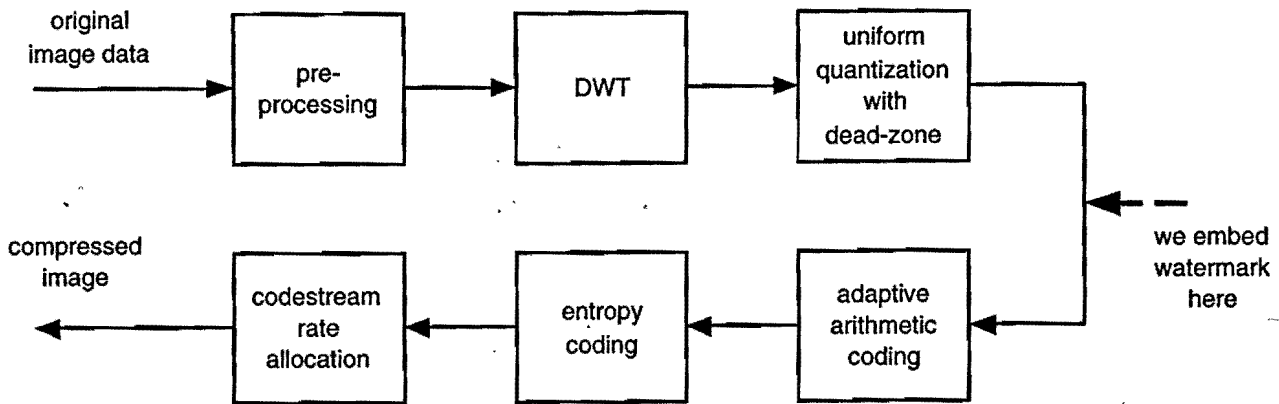 original
image data
pre-
processing
DWT
uniform
quantization
with
dead-zone
we embed
watermark
here
adaptive
arithmetic
coding
entropy
coding
codestream
rate
allocation
compressed
image